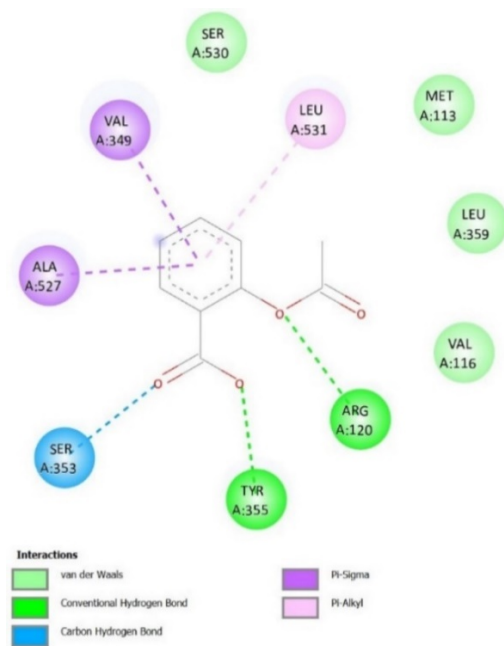 SER
A:530
VAL
A:349
LEU
A:531
MET
A:113
LEU
A:359
ALA
A:527
O
O
VAL
A:116
O
O
ARG
A:120
SER
A:353
TYR
A:355
Interactions
van der Waals
Conventional Hydrogen Bond
Carbon Hydrogen Bond
Pi-Sigma
Pi-Alkyl